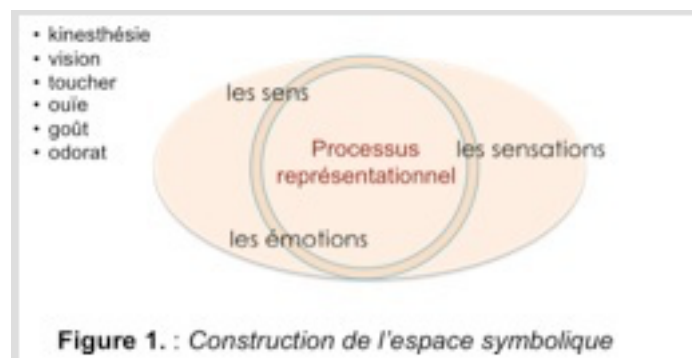 • kinesthésie
• vision
• toucher
• ouïe
• goût
• odorat
les sens
Processus
représentationnel
les sensations
les émotions
Figure 1. : Construction de l'espace symbolique